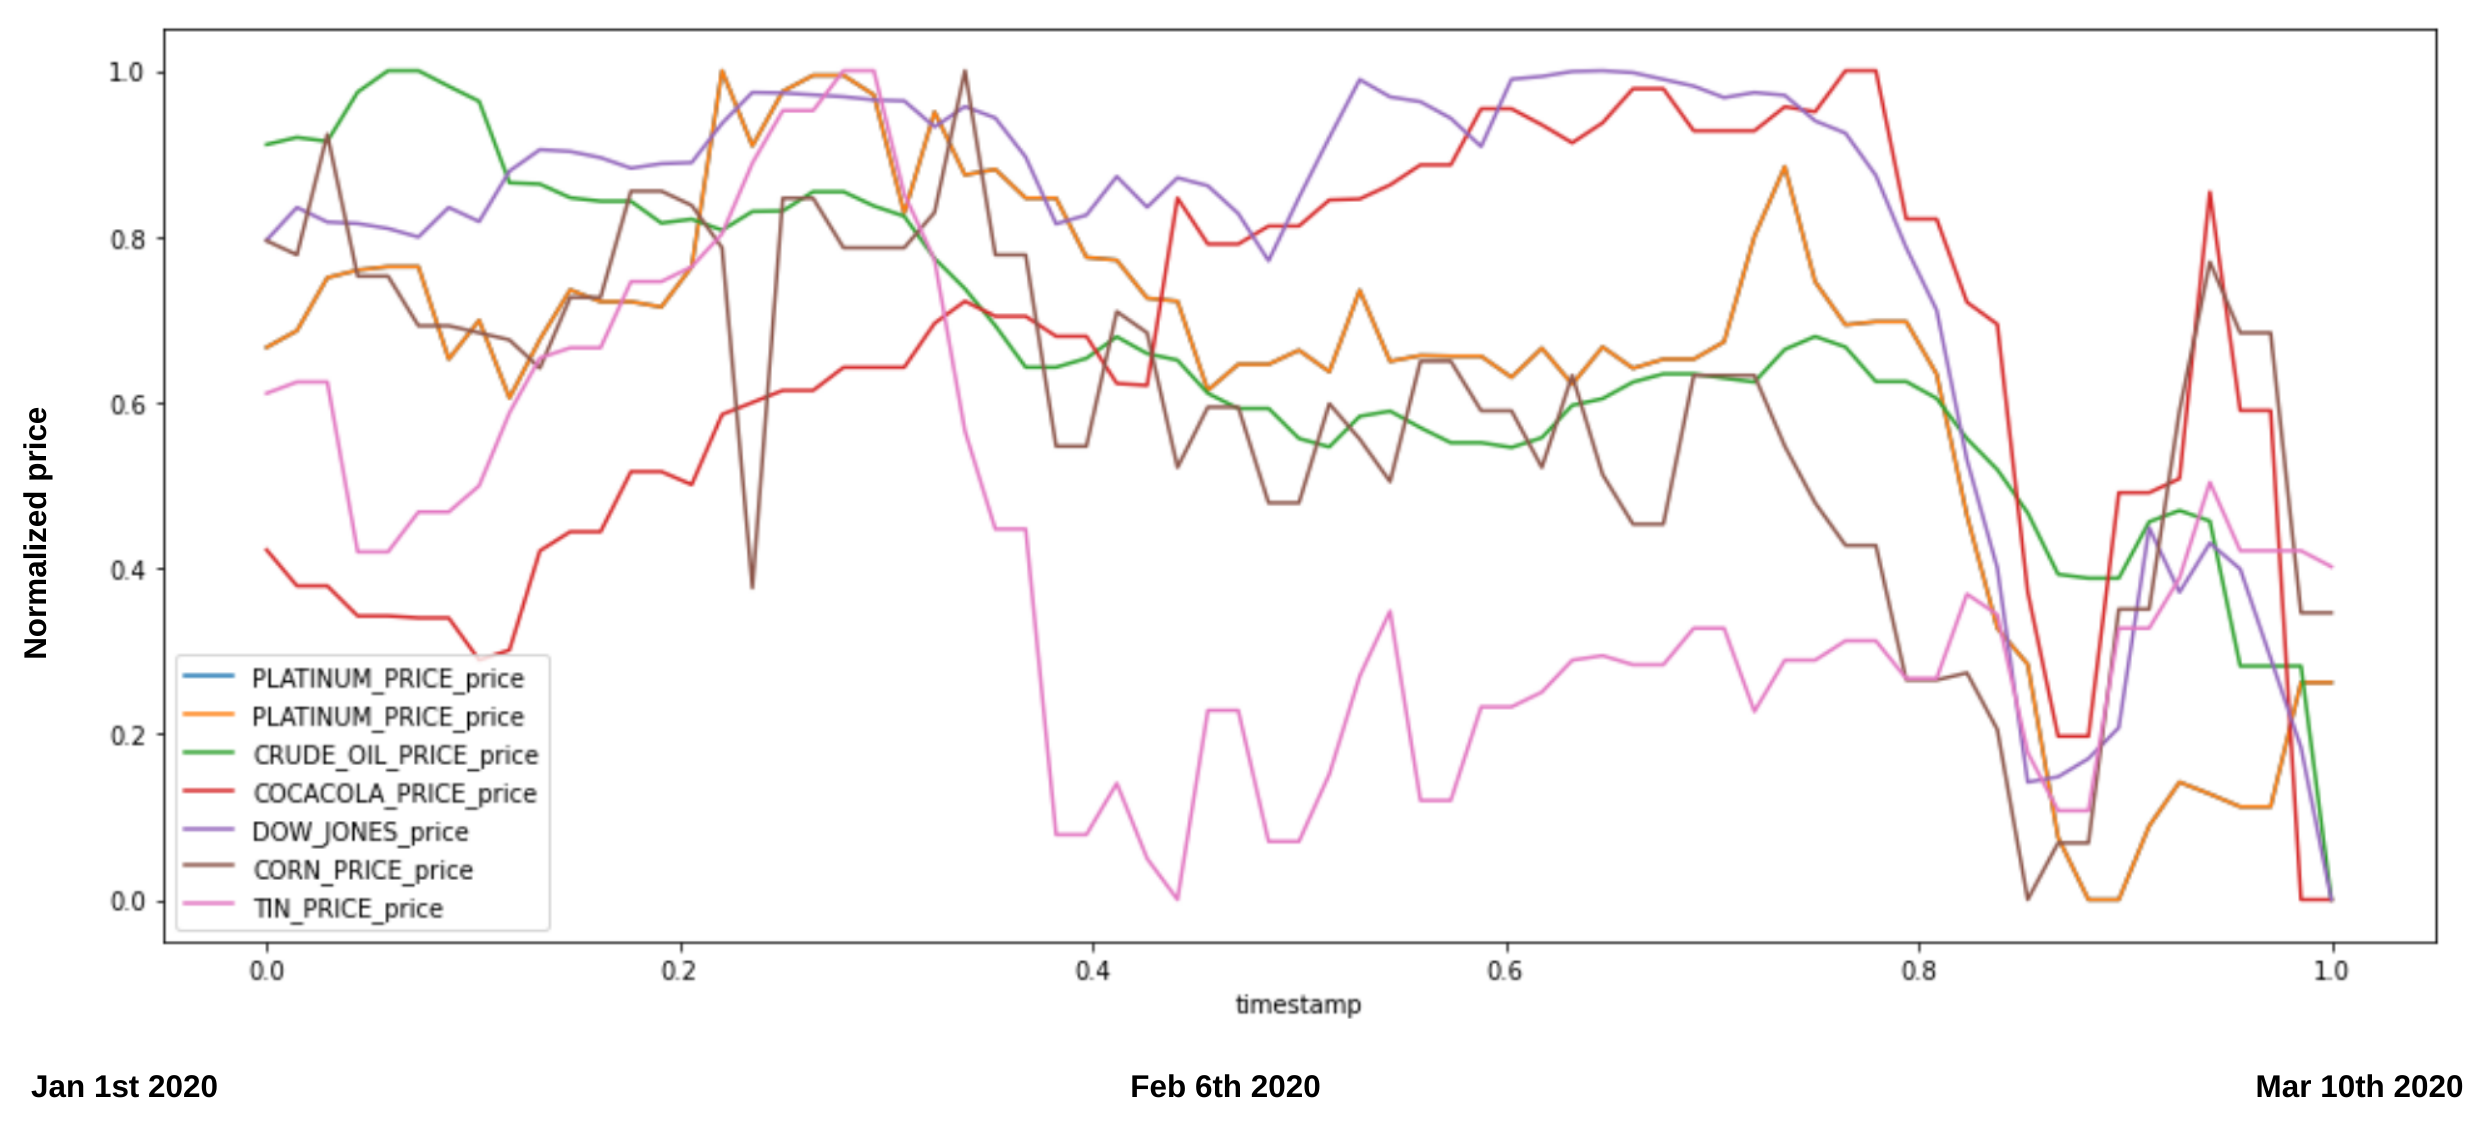 Normalized price
1.0
0.8
0.6
0.4
0.2
0.0
PLATINUM_PRICE_price
PLATINUM_PRICE_price
CRUDE_OIL_PRICE_price
COCACOLA_PRICE_price
DOW_JONES_price
CORN_PRICE_price
TIN_PRICE_price
0.0 0.2 0.4 0.6 0.8 1.0
timestamp
Jan 1st 2020 Feb 6th 2020 Mar 10th 2020